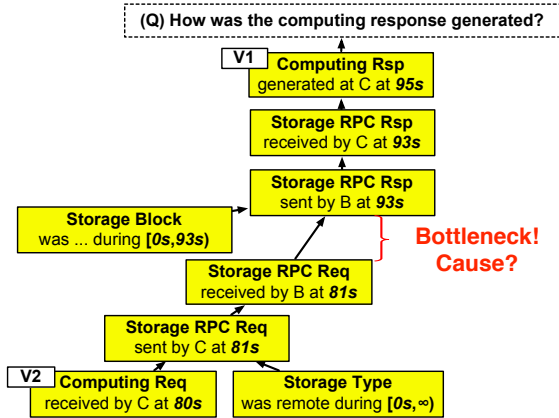 (Q) How was the computing response generated?
V1
Computing Rsp
generated at C at 95s
Storage RPC Rsp
received by C at 93s
Storage RPC Rsp
sent by B at 93s
Storage Block
was ... during [0s,93s)
Bottleneck!
Cause?
Storage RPC Req
received by B at 81s
Storage RPC Req
sent by C at 81s
V2
Computing Req
received by C at 80s
Storage Type
was remote during [0s,∞)